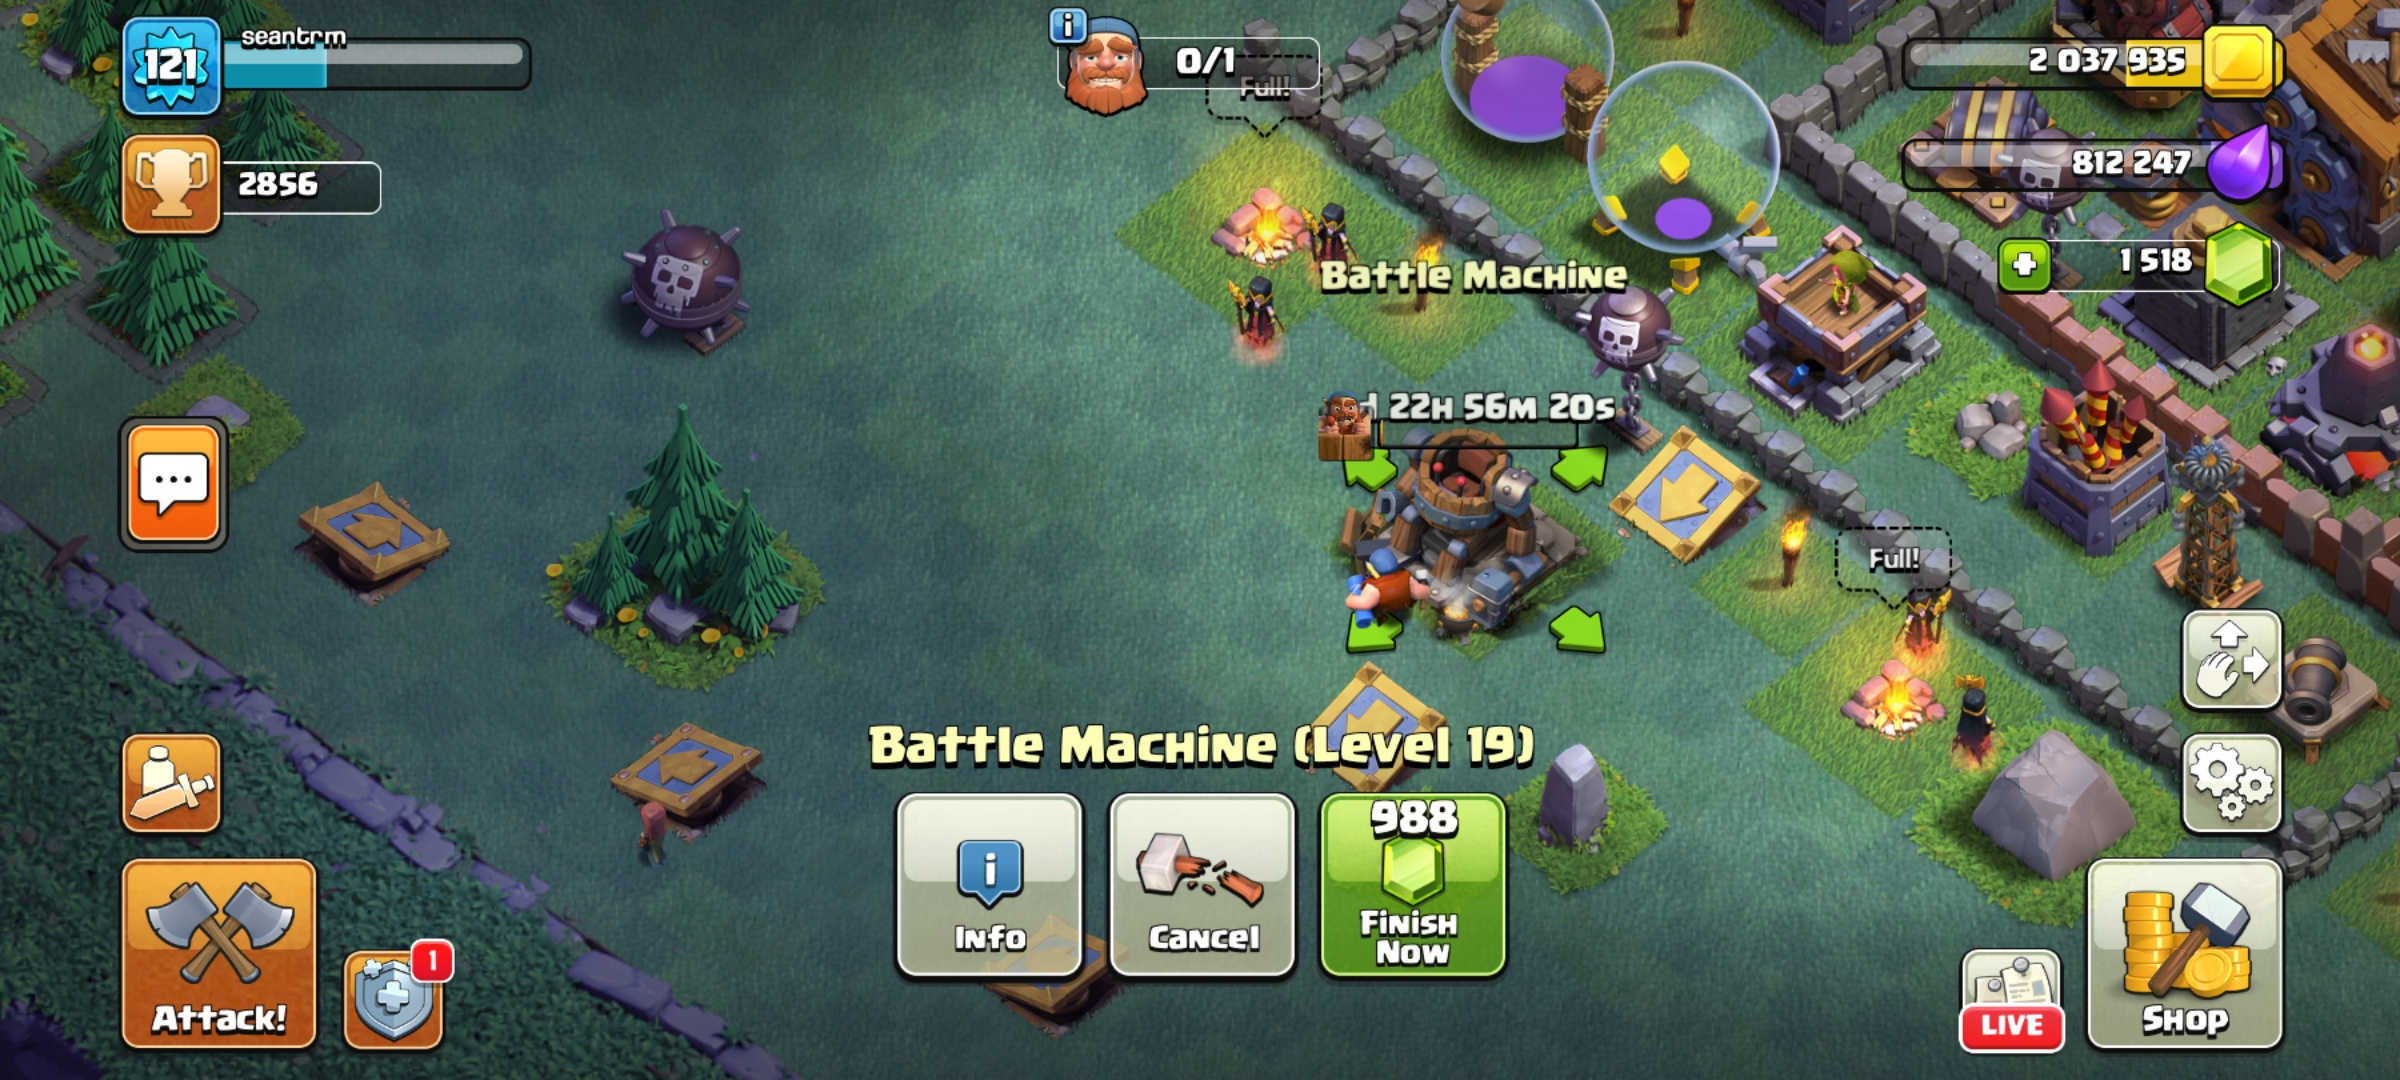 121
seantrm
0/1
2 037 935
Full!
812 247
2856
1 518
Battle Machine
22H 56M 20s
Full!
Battle Machine (Level 19)
988
Info
Cancel
Finish
Now
1
Attack!
LIVE
Shop